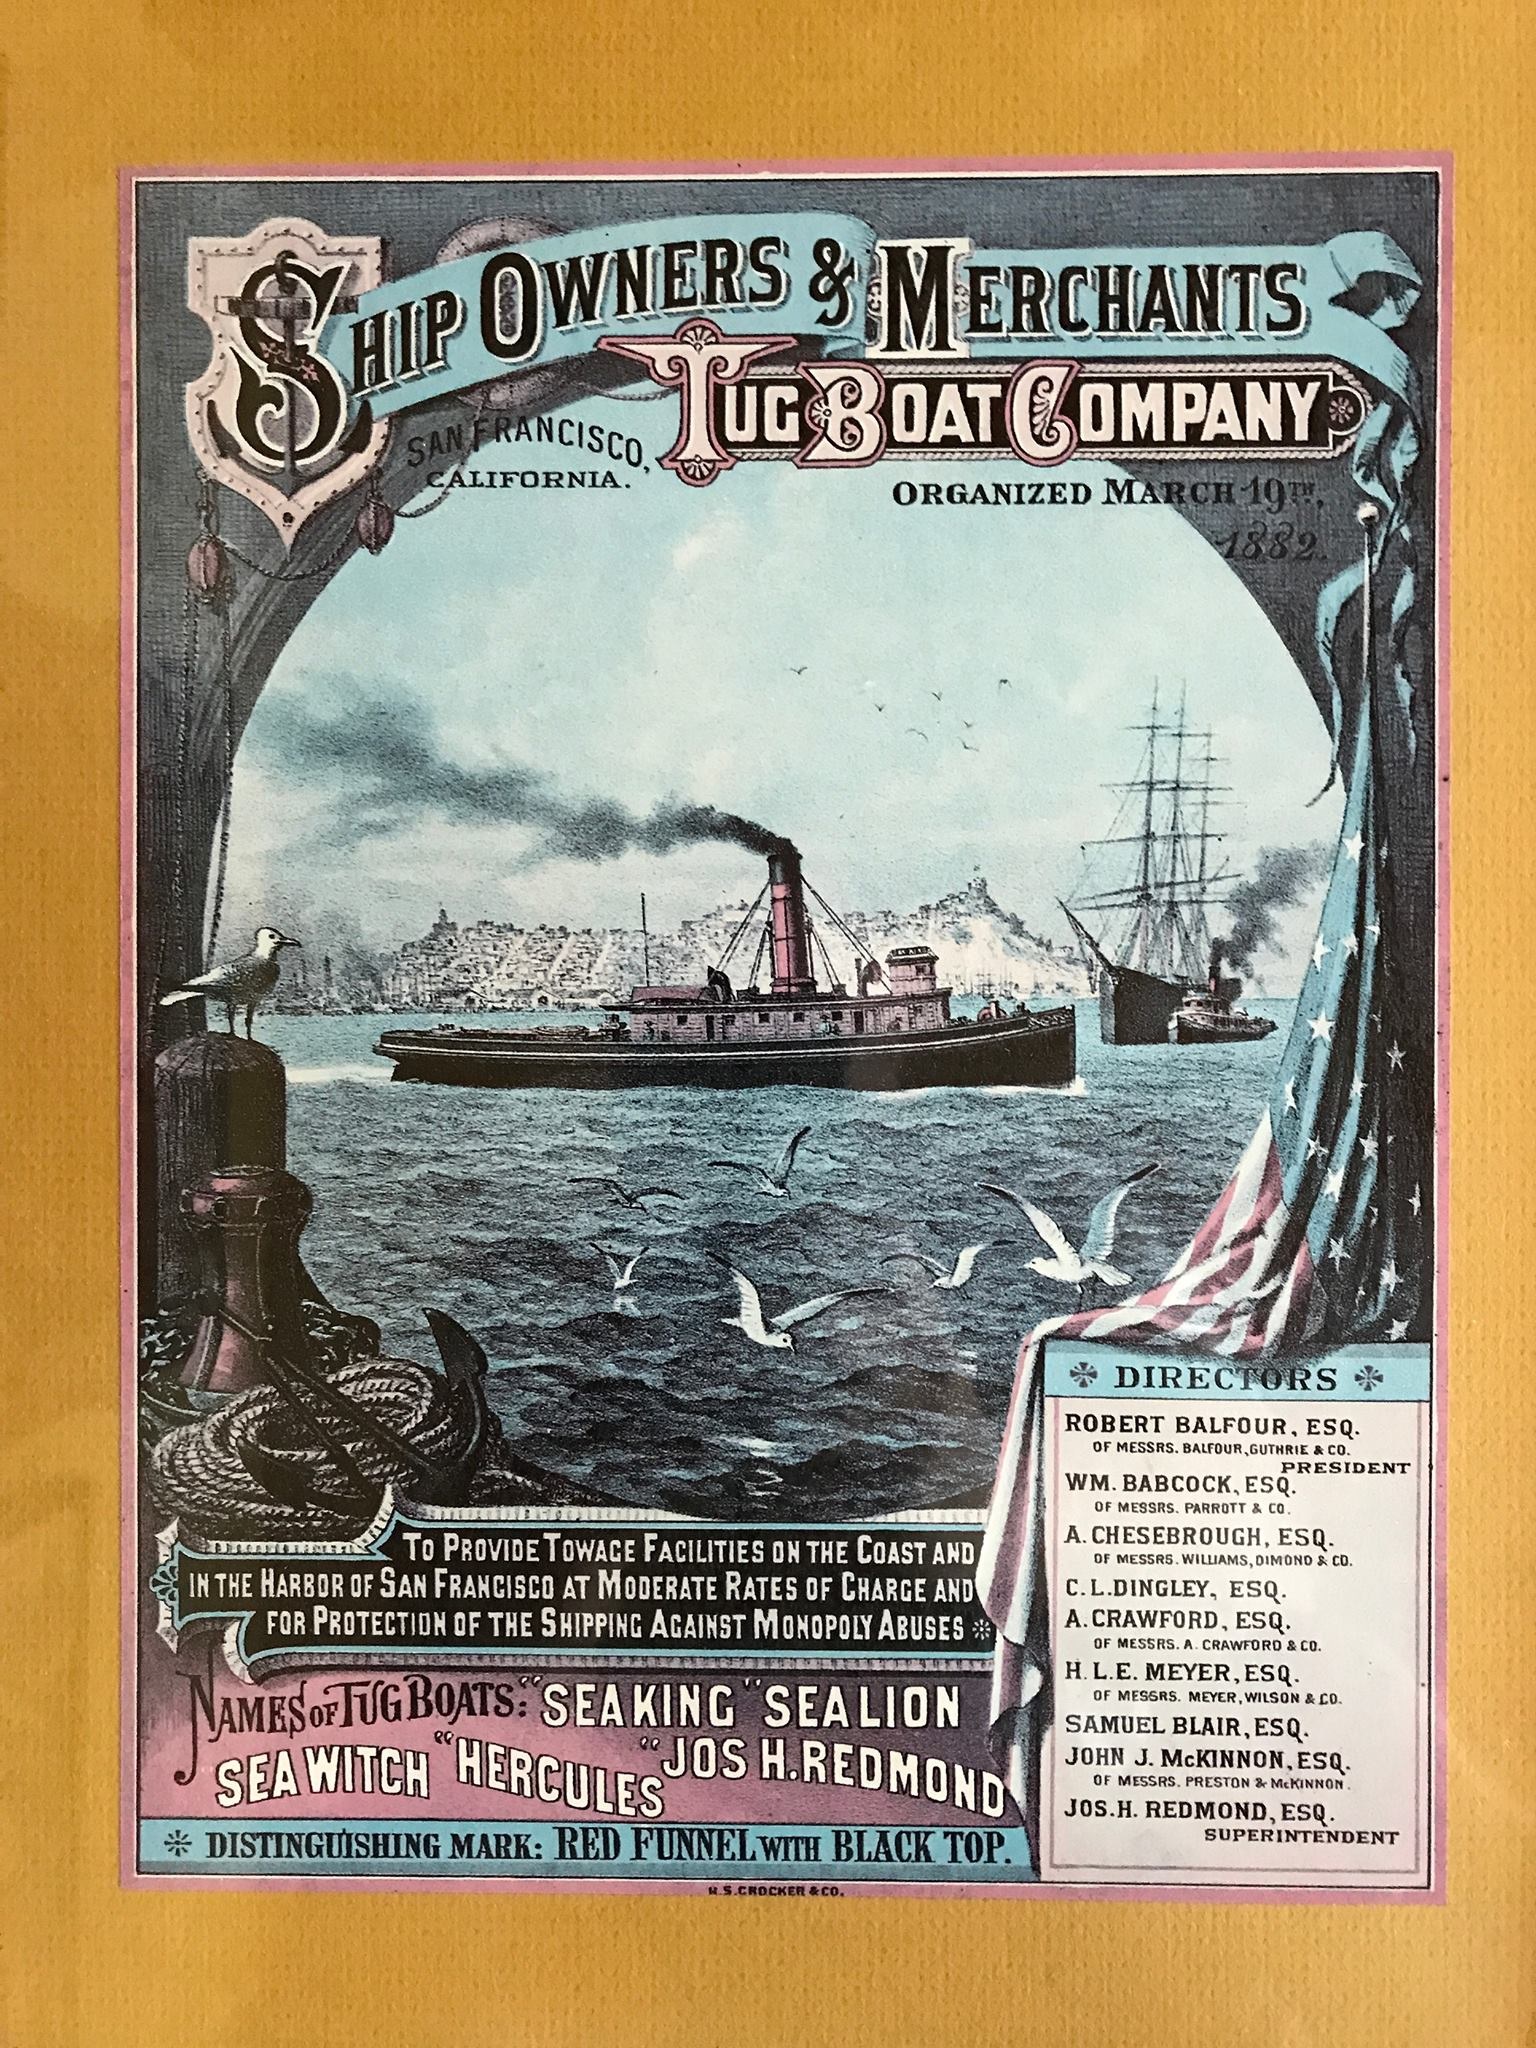 SHIP OWNERS & MERCHANTS
TUG BOAT COMPANY
SAN FRANCISCO,
CALIFORNIA.
ORGANIZED MARCH 19TH,
1882.
DIRECTORS
ROBERT BALFOUR, ESQ.
OF MESSRS. BALFOUR, GUTHRIE & CO.
PRESIDENT
WM. BABCOCK, ESQ.
OF MESSRS. PARROTT & CO.
A. CHESEBROUGH, ESQ.
OF MESSRS. WILLIAMS, DIMOND & CO.
C. L. DINGLEY, ESQ.
A. CRAWFORD, ESQ.
OF MESSRS. A. CRAWFORD & CO.
H. L. E. MEYER, ESQ.
OF MESSRS. MEYER, WILSON & CO.
SAMUEL BLAIR, ESQ.
JOHN J. McKINNON, ESQ.
OF MESSRS. PRESTON & McKINNON.
JOS. H. REDMOND, ESQ.
SUPERINTENDENT
TO PROVIDE TOWAGE FACILITIES ON THE COAST AND
IN THE HARBOR OF SAN FRANCISCO AT MODERATE RATES OF CHARGE AND
FOR PROTECTION OF THE SHIPPING AGAINST MONOPOLY ABUSES
NAMES OF TUG BOATS: "SEA KING "SEA LION
SEA WITCH "HERCULES "JOS H. REDMOND
DISTINGUISHING MARK: RED FUNNEL WITH BLACK TOP.
H. S. CROCKER & CO.